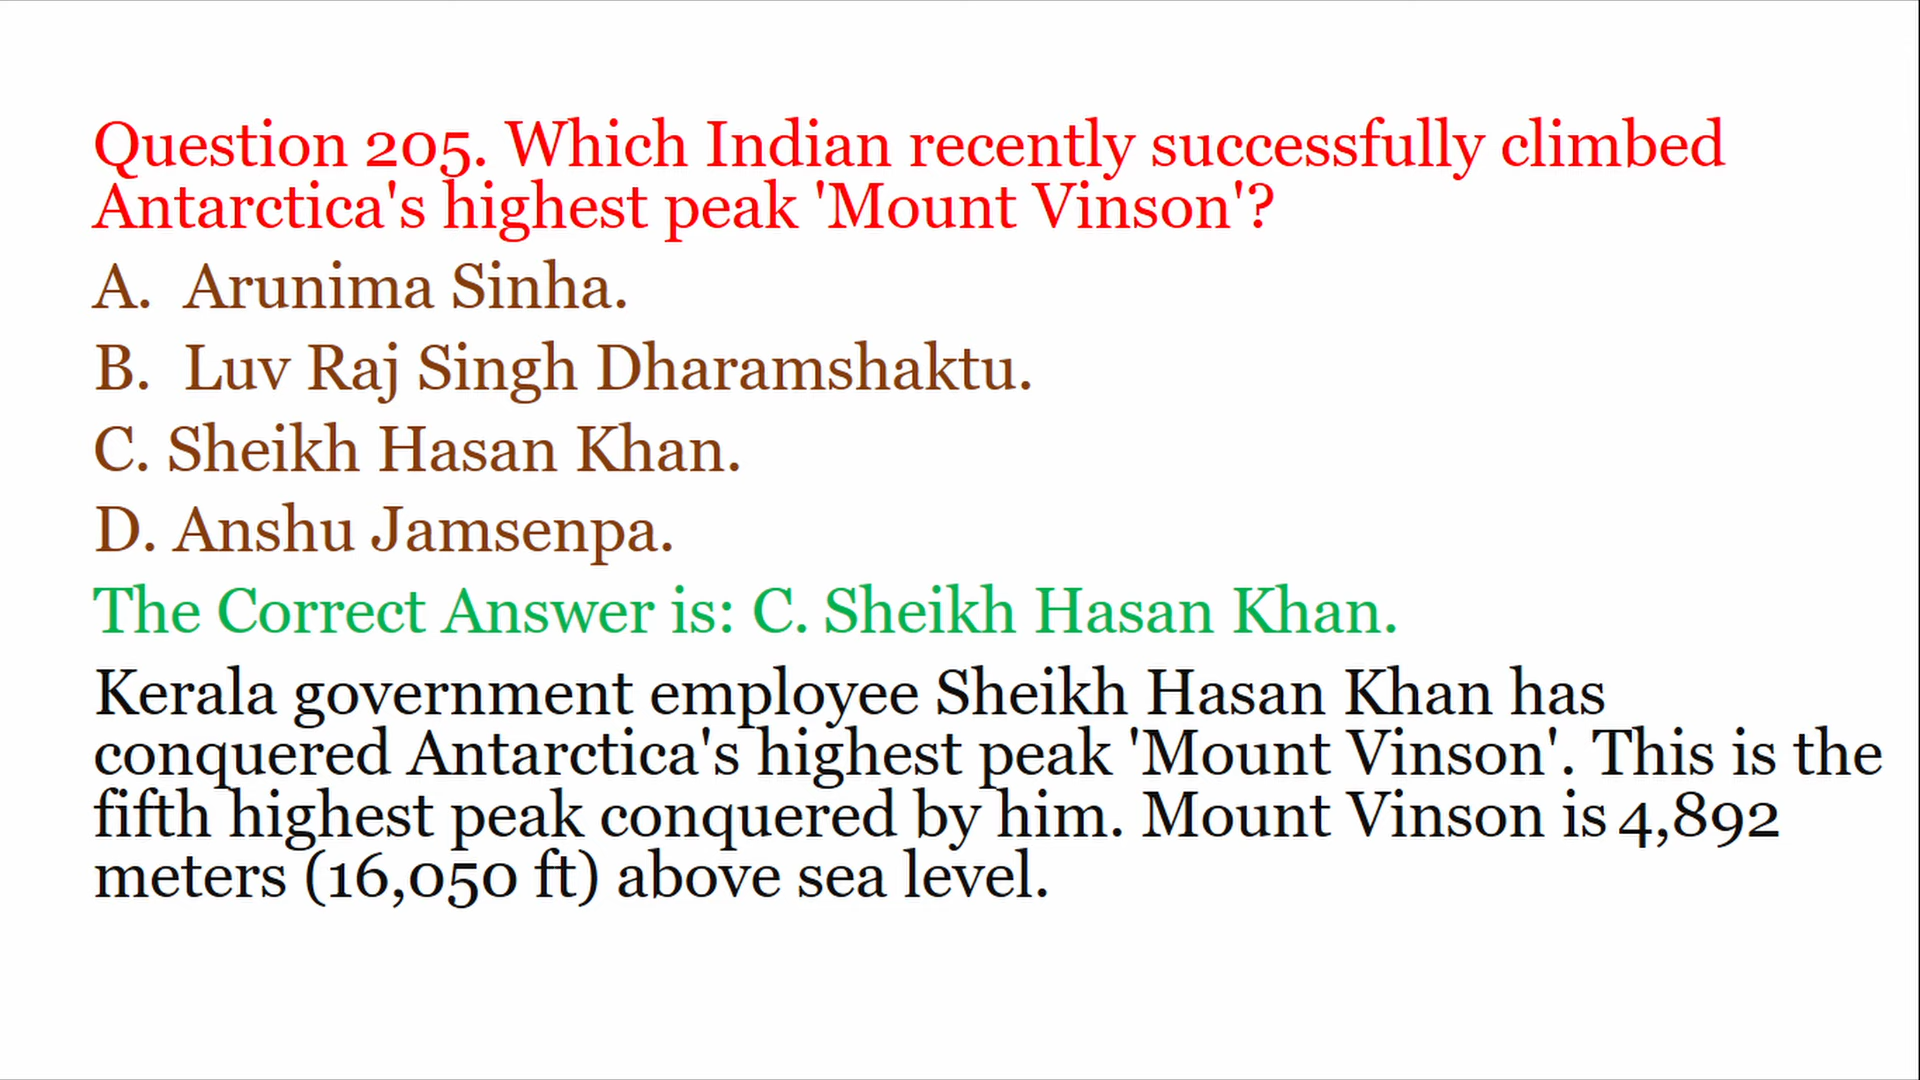 Question 205. Which Indian recently successfully climbed
Antarctica's highest peak 'Mount Vinson'?
A.  Arunima Sinha.
B.  Luv Raj Singh Dharamshaktu.
C. Sheikh Hasan Khan.
D. Anshu Jamsenpa.
The Correct Answer is: C. Sheikh Hasan Khan.
Kerala government employee Sheikh Hasan Khan has
conquered Antarctica's highest peak 'Mount Vinson'. This is the
fifth highest peak conquered by him. Mount Vinson is 4,892
meters (16,050 ft) above sea level.